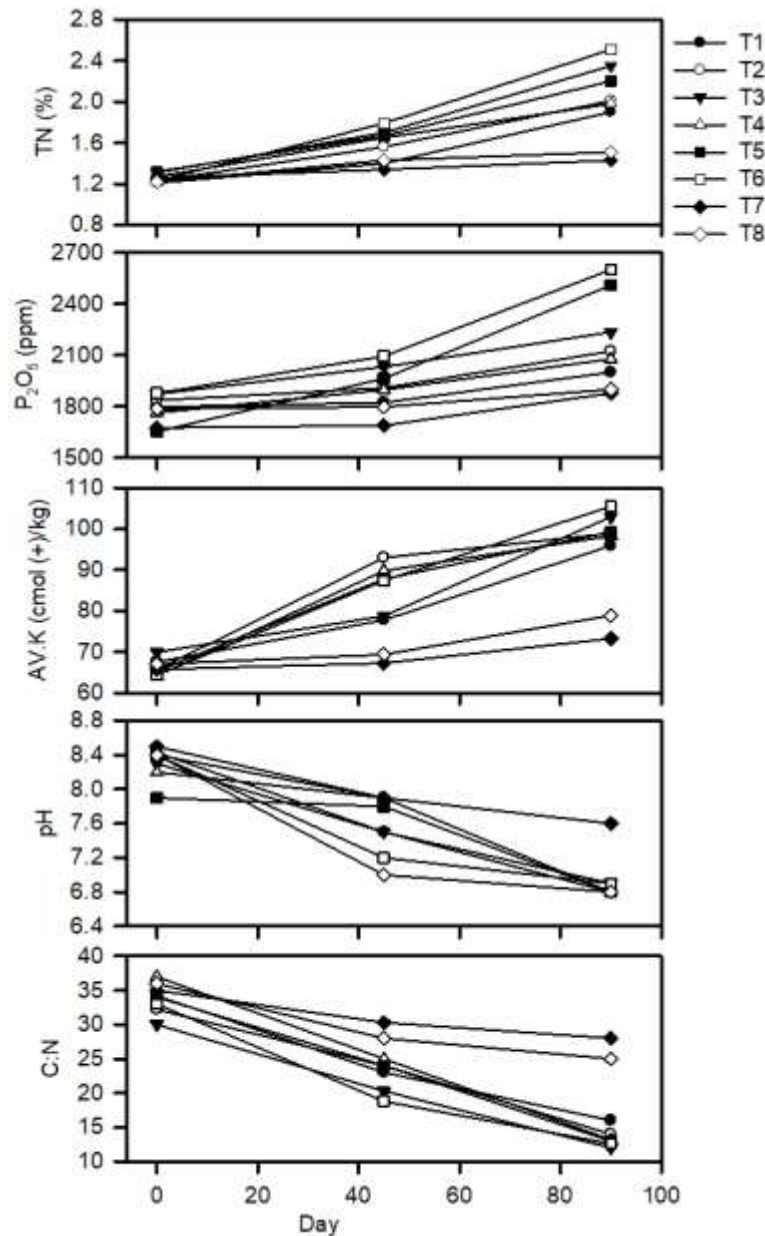 2.8
2.4
2.0
1.6
1.2
0.8
TN (%)
T1
T2
T3
T4
T5
T6
T7
T8
2700
2400
2100
1800
1500
P₂O₅ (ppm)
110
100
90
80
70
60
AV.K (cmol (+)/kg)
8.8
8.4
8.0
7.6
7.2
6.8
6.4
pH
40
35
30
25
20
15
10
C:N
0 20 40 60 80 100
Day